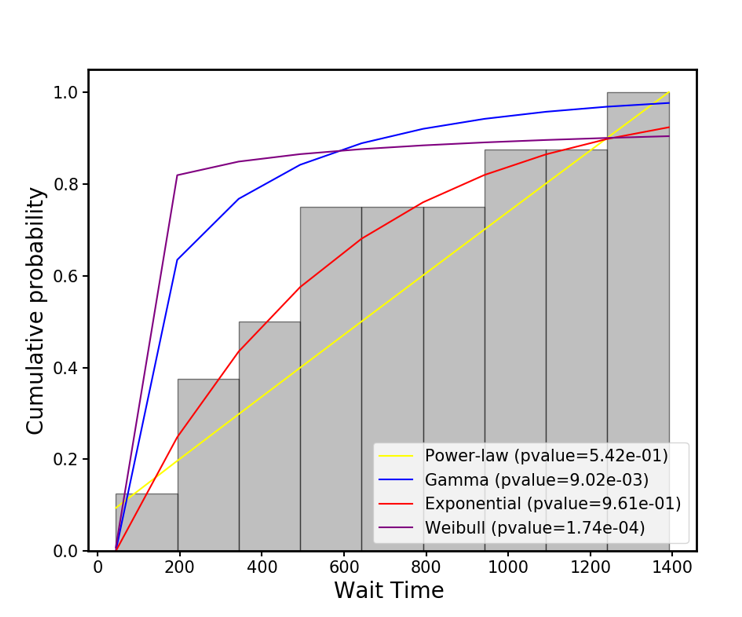 1.0
0.8
0.6
0.4
0.2
0.0
Cumulative probability
Power-law (pvalue=5.42e-01)
Gamma (pvalue=9.02e-03)
Exponential (pvalue=9.61e-01)
Weibull (pvalue=1.74e-04)
0 200 400 600 800 1000 1200 1400
Wait Time